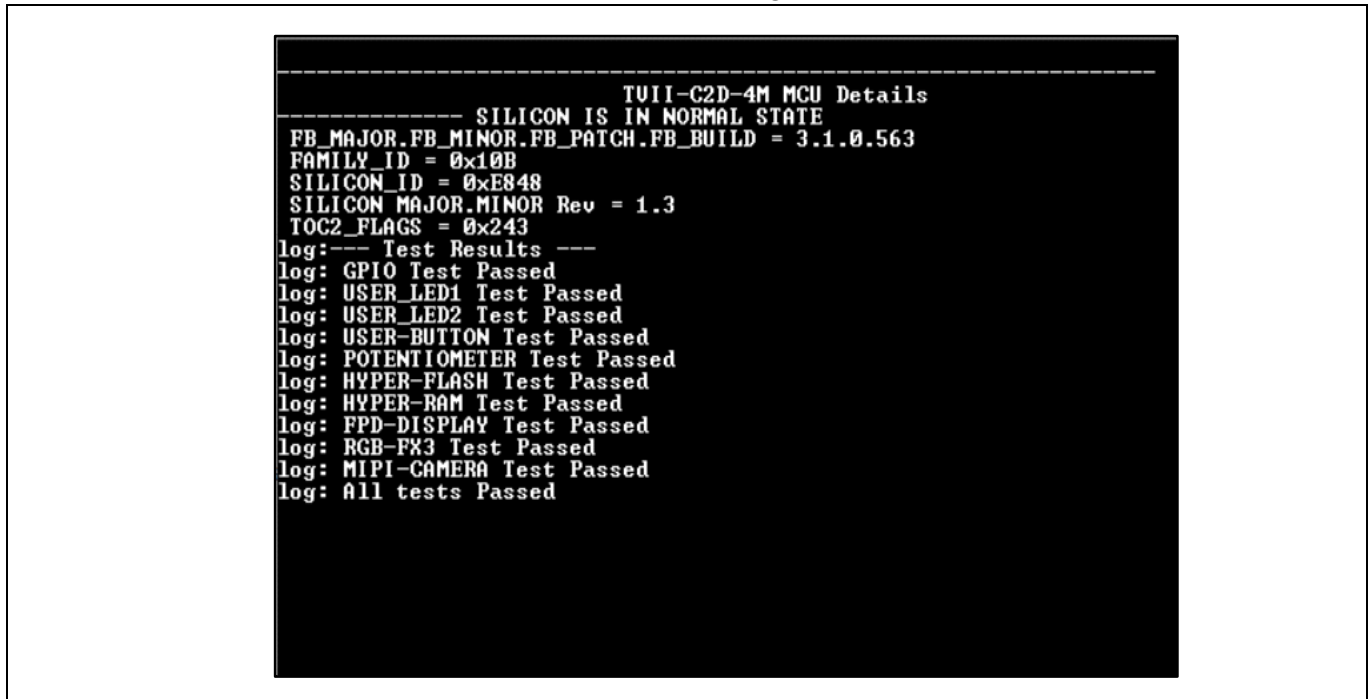 ------------------------------------------------------------------
TVII-C2D-4M MCU Details
-------------- SILICON IS IN NORMAL STATE
FB_MAJOR.FB_MINOR.FB_PATCH.FB_BUILD = 3.1.0.563
FAMILY_ID = 0x10B
SILICON_ID = 0xE848
SILICON MAJOR.MINOR Rev = 1.3
TOC2_FLAGS = 0x243
log:--- Test Results ---
log: GPIO Test Passed
log: USER_LED1 Test Passed
log: USER_LED2 Test Passed
log: USER-BUTTON Test Passed
log: POTENTIOMETER Test Passed
log: HYPER-FLASH Test Passed
log: HYPER-RAM Test Passed
log: FPD-DISPLAY Test Passed
log: RGB-FX3 Test Passed
log: MIPI-CAMERA Test Passed
log: All tests Passed